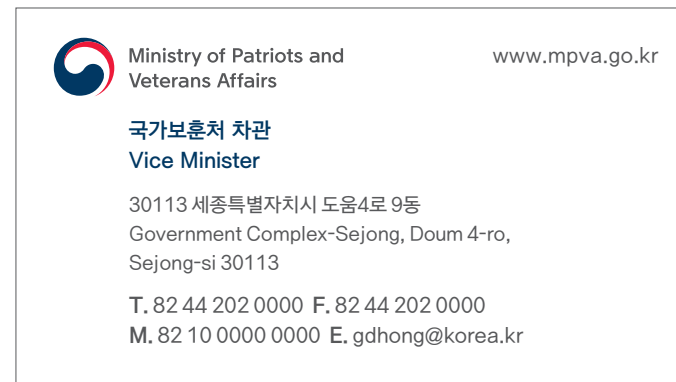 Ministry of Patriots and
Veterans Affairs
www.mpva.go.kr
국가보훈처 차관
Vice Minister
30113 세종특별자치시 도움4로 9동
Government Complex-Sejong, Doum 4-ro,
Sejong-si 30113
T. 82 44 202 0000 F. 82 44 202 0000
M. 82 10 0000 0000 E. gdhong@korea.kr